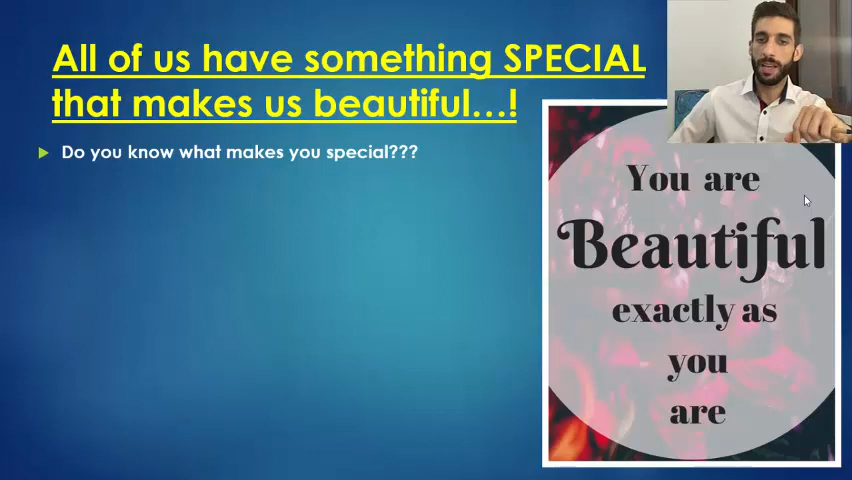 All of us have something SPECIAL
that makes us beautiful...!
Do you know what makes you special???
You are
Beautiful
exactly as
you
are